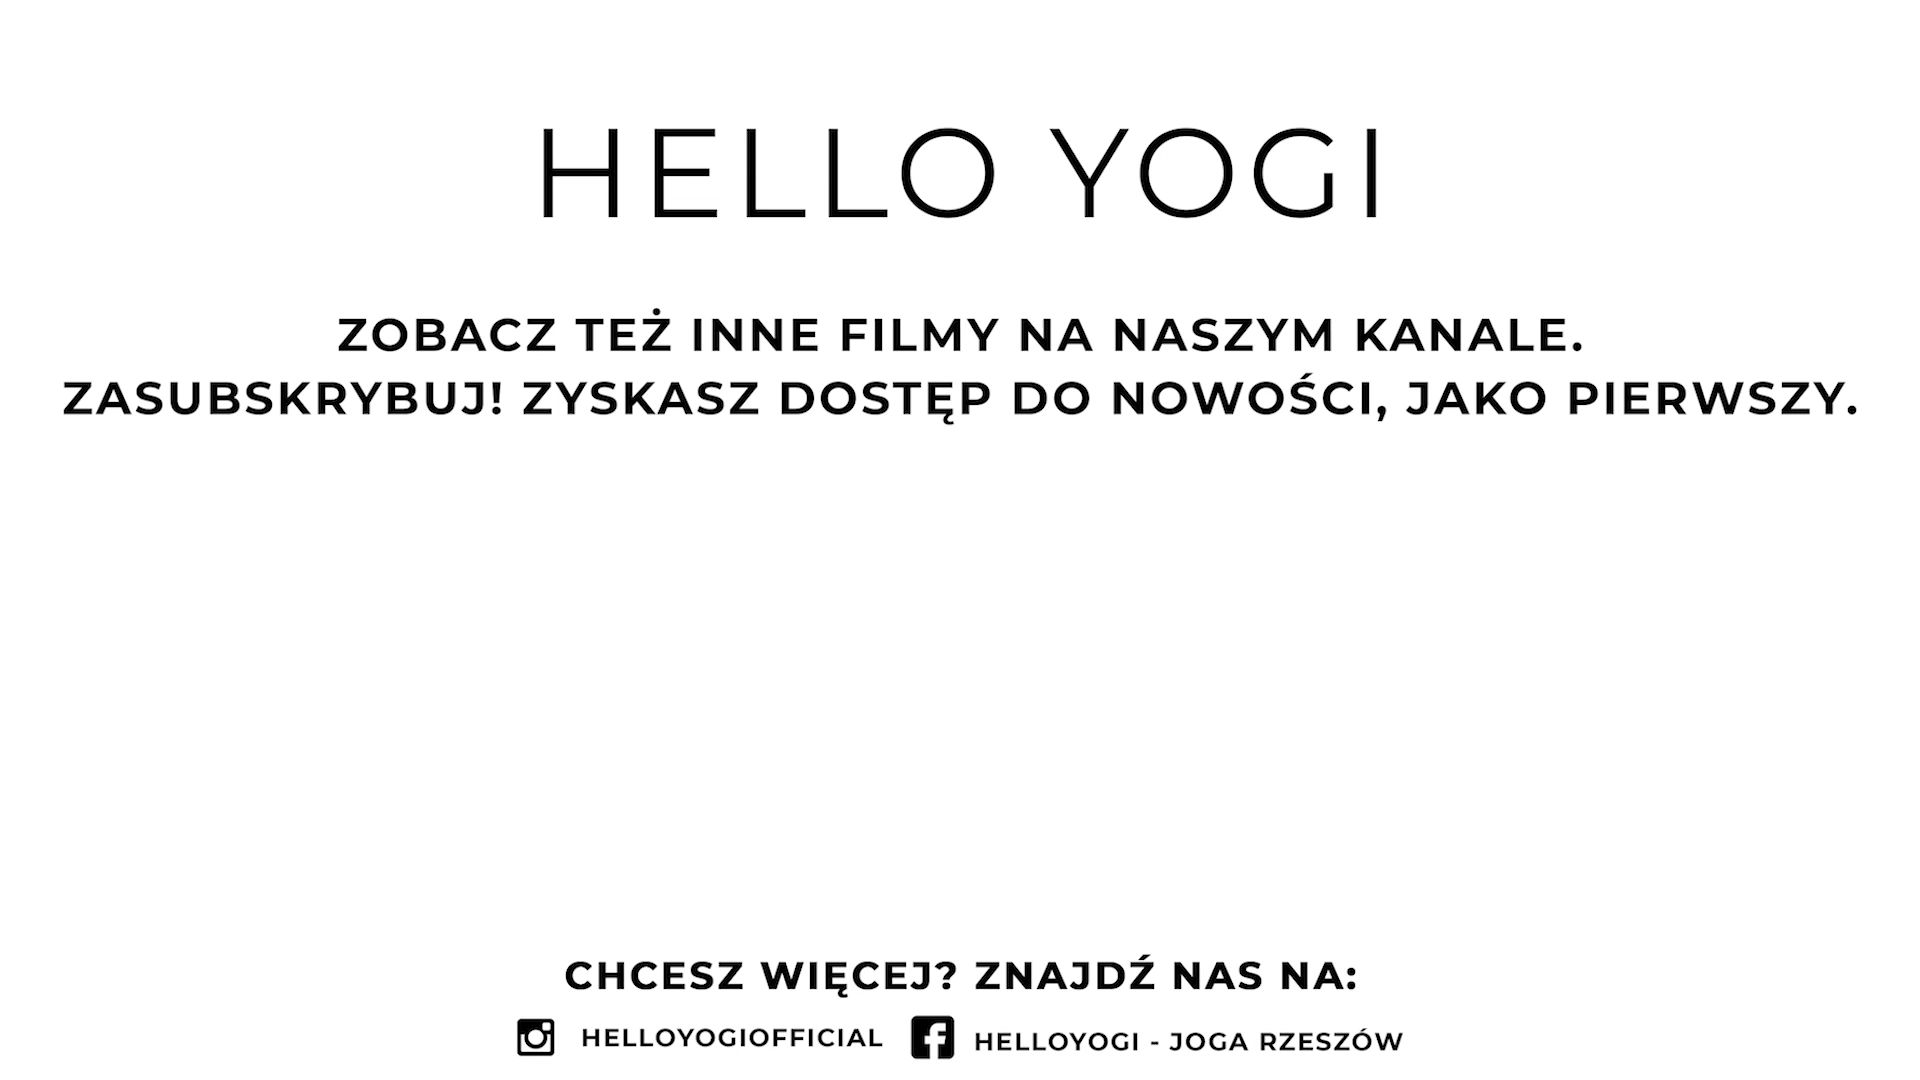 HELLO YOGI
ZOBACZ TEŻ INNE FILMY NA NASZYM KANALE.
ZASUBSKRYBUJ! ZYSKASZ DOSTĘP DO NOWOŚCI, JAKO PIERWSZY.
CHCESZ WIĘCEJ? ZNAJDŹ NAS NA:
HELLOYOGIOFFICIAL HELLOYOGI - JOGA RZESZÓW